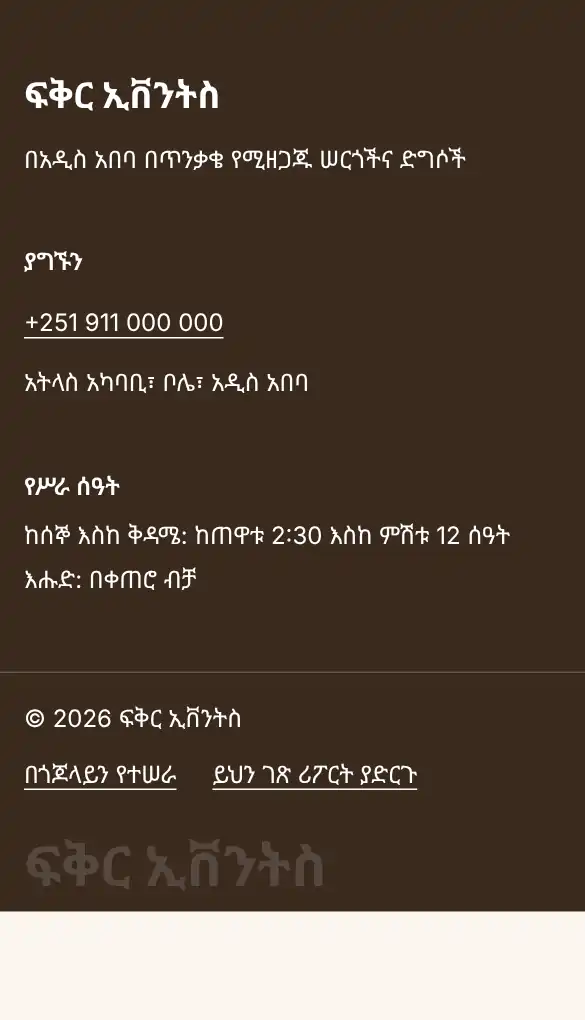 ፍቅር ኢቨንትስ
በአዲስ አበባ በጥንቃቄ የሚዘጋጁ ሠርጎችና ድግሶች
ያግኙን
+251 911 000 000
አትላስ አካባቢ፣ ቦሌ፣ አዲስ አበባ
የሥራ ሰዓት
ከሰኞ እስከ ቅዳሜ: ከጠዋቱ 2:30 እስከ ምሽቱ 12 ሰዓት
እሑድ: በቀጠሮ ብቻ
© 2026 ፍቅር ኢቨንትስ
በጎጆላይን የተሠራ ይህን ገጽ ሪፖርት ያድርጉ
ፍቅር ኢቨንትስ